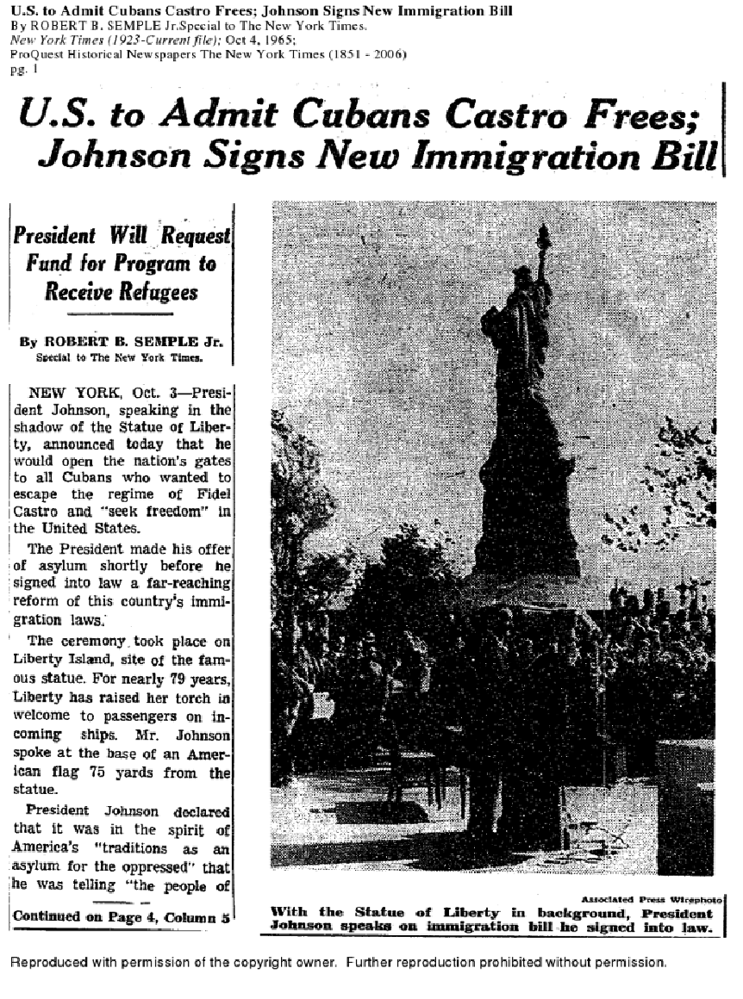 U.S. to Admit Cubans Castro Frees; Johnson Signs New Immigration Bill
By ROBERT B. SEMPLE Jr.Special to The New York Times.
New York Times (1923-Current file); Oct 4, 1965;
ProQuest Historical Newspapers The New York Times (1851 - 2006)
pg. 1
U.S. to Admit Cubans Castro Frees;
Johnson Signs New Immigration Bill
President Will Request
Fund for Program to
Receive Refugees
By ROBERT B. SEMPLE Jr.
Special to The New York Times.
NEW YORK, Oct. 3—Presi-
dent Johnson, speaking in the
shadow of the Statue of Liber-
ty, announced today that he
would open the nation's gates
to all Cubans who wanted to
escape the regime of Fidel
Castro and "seek freedom" in
the United States.
The President made his offer
of asylum shortly before he
signed into law a far-reaching
reform of this country's immi-
gration laws.
The ceremony took place on
Liberty Island, site of the fam-
ous statue. For nearly 79 years,
Liberty has raised her torch in
welcome to passengers on in-
coming ships. Mr. Johnson
spoke at the base of an Amer-
ican flag 75 yards from the
statue.
President Johnson declared
that it was in the spirit of
America's "traditions as an
asylum for the oppressed" that
he was telling "the people of
Continued on Page 4, Column 5
Associated Press Wirephoto
With the Statue of Liberty in background, President
Johnson speaks on immigration bill he signed into law.
Reproduced with permission of the copyright owner. Further reproduction prohibited without permission.